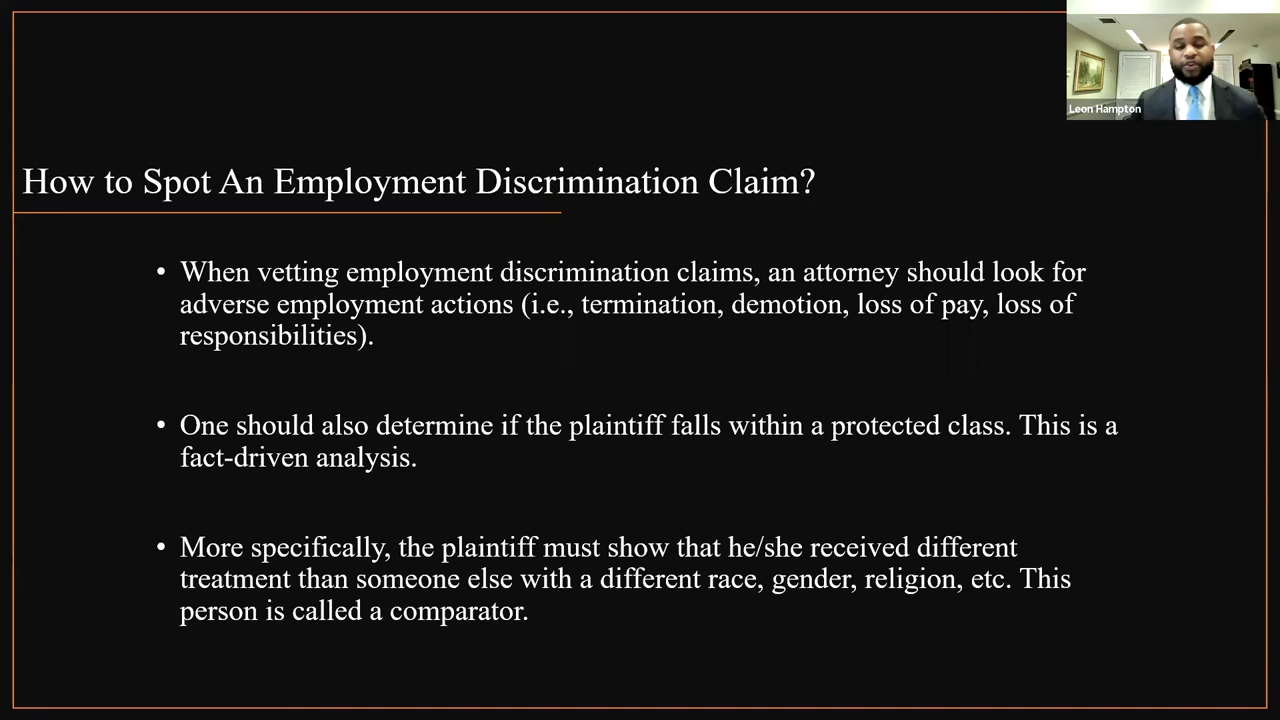 Leon Hampton
How to Spot An Employment Discrimination Claim?
• When vetting employment discrimination claims, an attorney should look for
adverse employment actions (i.e., termination, demotion, loss of pay, loss of
responsibilities).
• One should also determine if the plaintiff falls within a protected class. This is a
fact-driven analysis.
• More specifically, the plaintiff must show that he/she received different
treatment than someone else with a different race, gender, religion, etc. This
person is called a comparator.